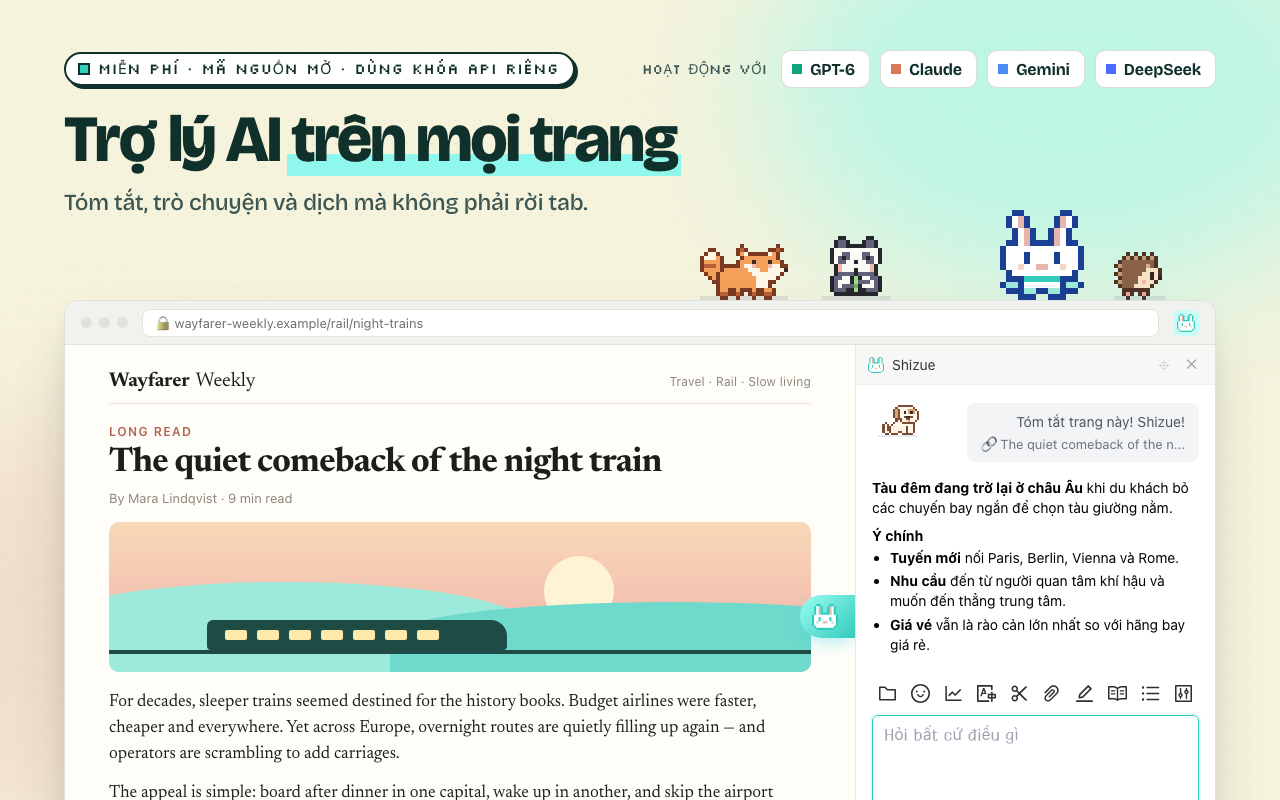 MIỄN PHÍ · MÃ NGUỒN MỞ · DÙNG KHÓA API RIÊNG
HOẠT ĐỘNG VỚI
GPT-6
Claude
Gemini
DeepSeek
Trợ lý AI trên mọi trang
Tóm tắt, trò chuyện và dịch mà không phải rời tab.
wayfarer-weekly.example/rail/night-trains
Wayfarer Weekly
Travel · Rail · Slow living
LONG READ
The quiet comeback of the night train
By Mara Lindqvist · 9 min read
For decades, sleeper trains seemed destined for the history books. Budget airlines were faster,
cheaper and everywhere. Yet across Europe, overnight routes are quietly filling up again — and
operators are scrambling to add carriages.
The appeal is simple: board after dinner in one capital, wake up in another, and skip the airport
Shizue
Tóm tắt trang này! Shizue!
The quiet comeback of the n...
Tàu đêm đang trở lại ở châu Âu khi du khách bỏ
các chuyến bay ngắn để chọn tàu giường nằm.
Ý chính
Tuyến mới nối Paris, Berlin, Vienna và Rome.
Nhu cầu đến từ người quan tâm khí hậu và
muốn đến thẳng trung tâm.
Giá vé vẫn là rào cản lớn nhất so với hãng bay
giá rẻ.
Hỏi bất cứ điều gì